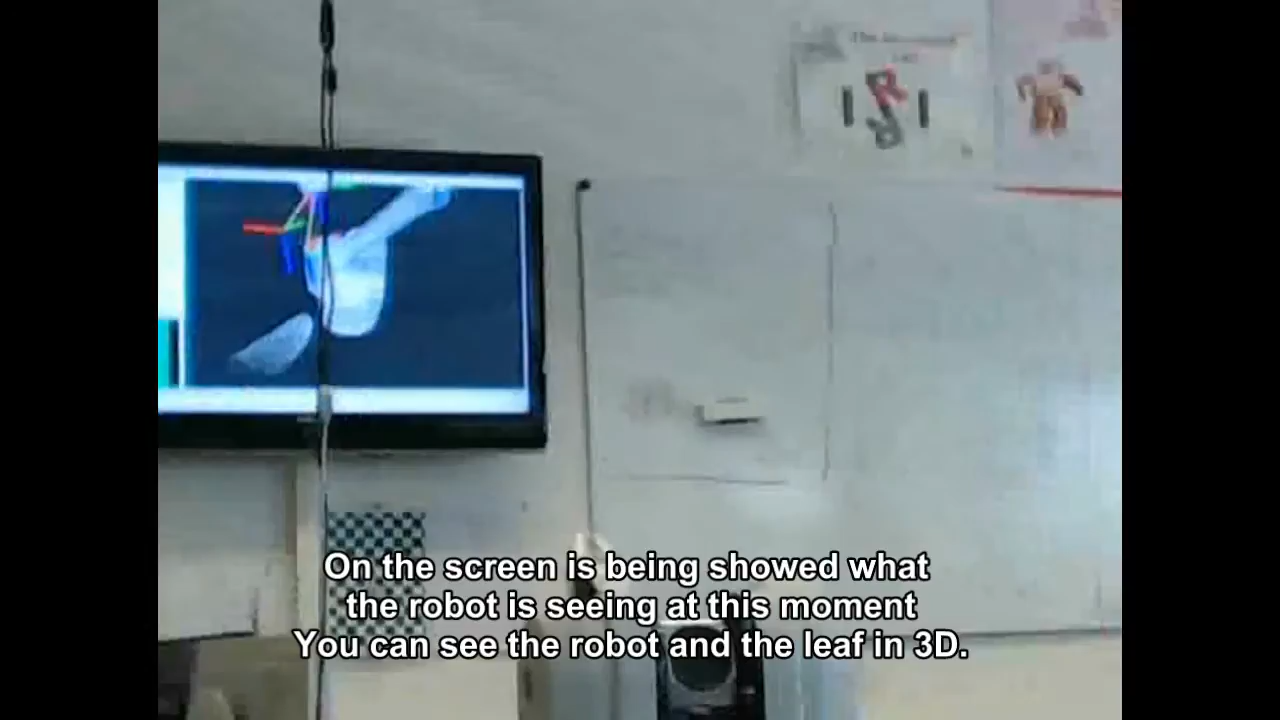 On the screen is being showed what
the robot is seeing at this moment
You can see the robot and the leaf in 3D.